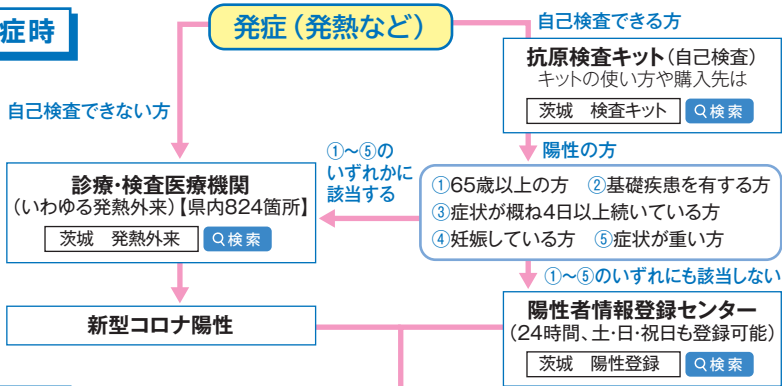 症時
発症（発熱など）
自己検査できる方
抗原検査キット（自己検査）
キットの使い方や購入先は
茨城　検査キット　検索
自己検査できない方
陽性の方
①～⑤の
いずれかに
該当する
①65歳以上の方　②基礎疾患を有する方
③症状が概ね4日以上続いている方
④妊娠している方　⑤症状が重い方
診療・検査医療機関
（いわゆる発熱外来）【県内824箇所】
茨城　発熱外来　検索
①～⑤のいずれにも該当しない
新型コロナ陽性
陽性者情報登録センター
（24時間、土・日・祝日も登録可能）
茨城　陽性登録　検索